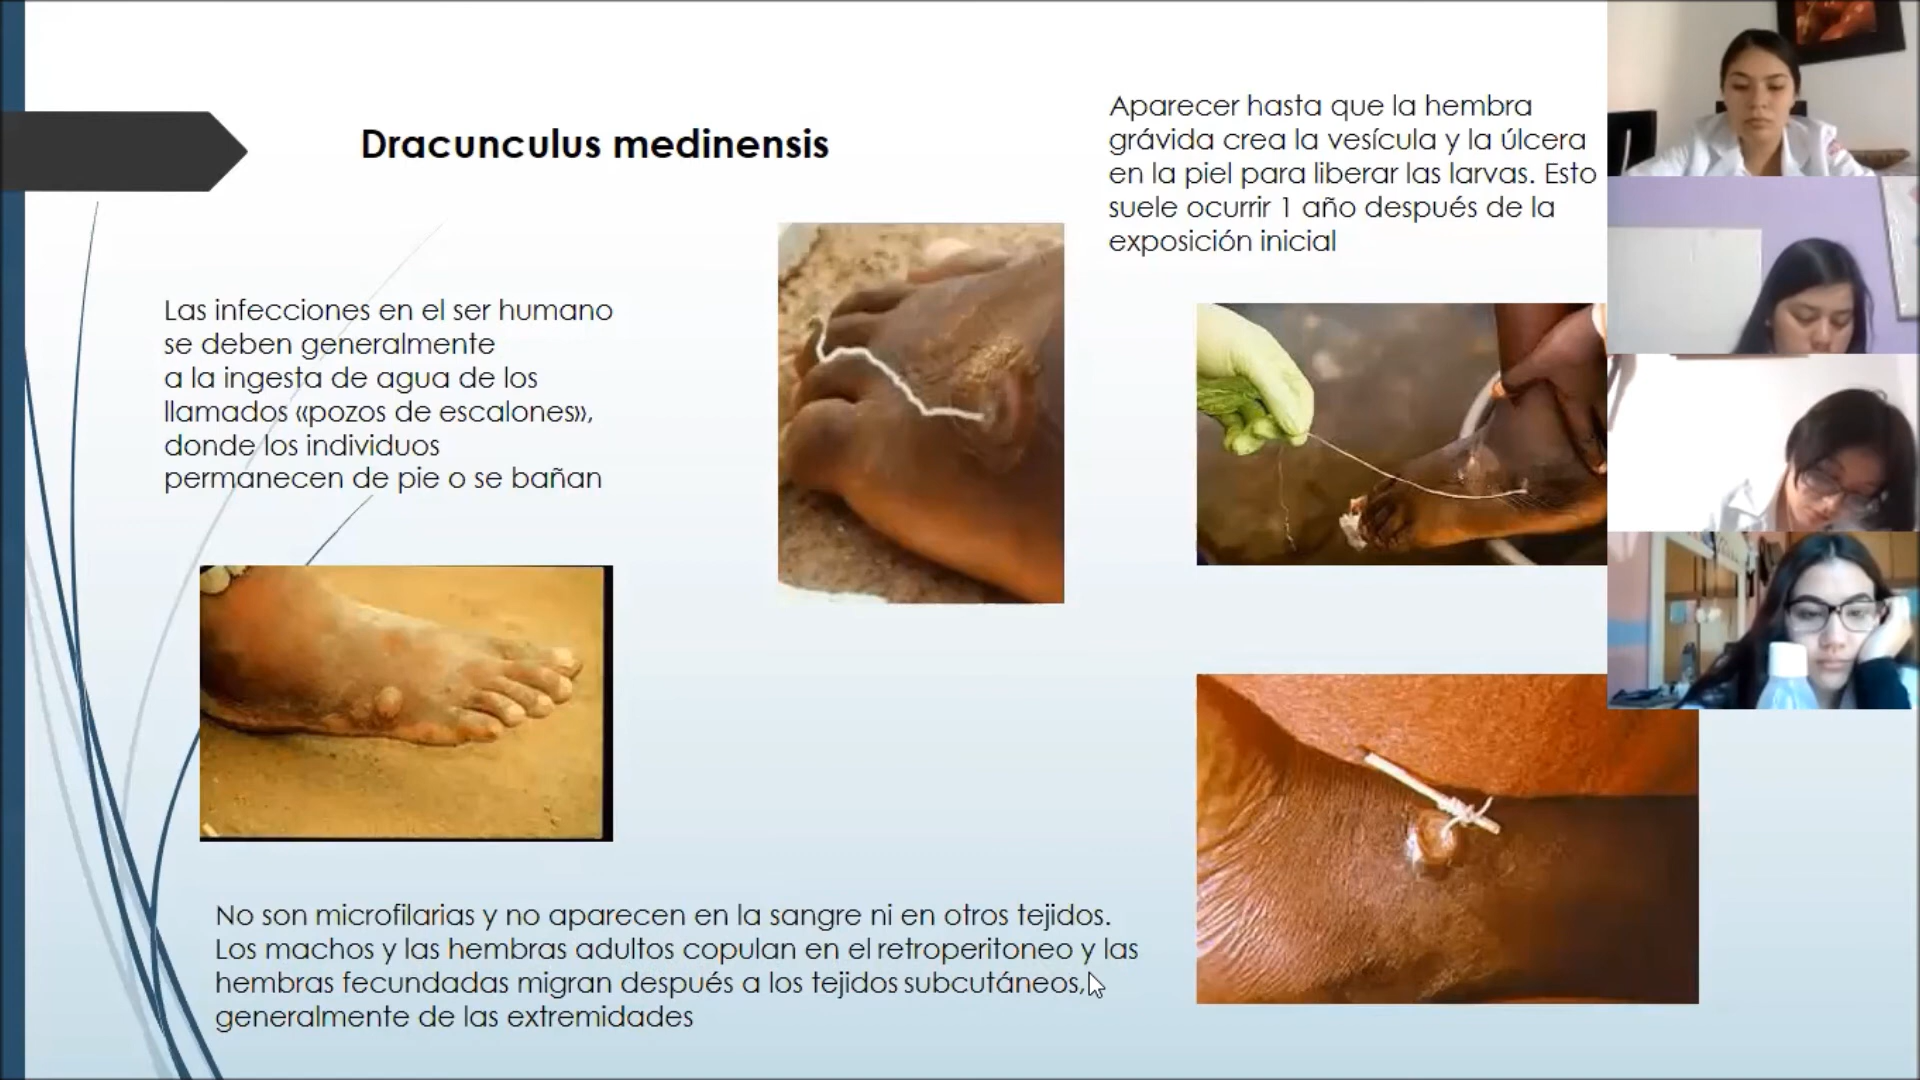 Dracunculus medinensis
Aparecer hasta que la hembra
grávida crea la vesícula y la úlcera
en la piel para liberar las larvas. Esto
suele ocurrir 1 año después de la
exposición inicial
Las infecciones en el ser humano
se deben generalmente
a la ingesta de agua de los
llamados «pozos de escalones»,
donde los individuos
permanecen de pie o se bañan
No son microfilarias y no aparecen en la sangre ni en otros tejidos.
Los machos y las hembras adultos copulan en el retroperitoneo y las
hembras fecundadas migran después a los tejidos subcutáneos,
generalmente de las extremidades